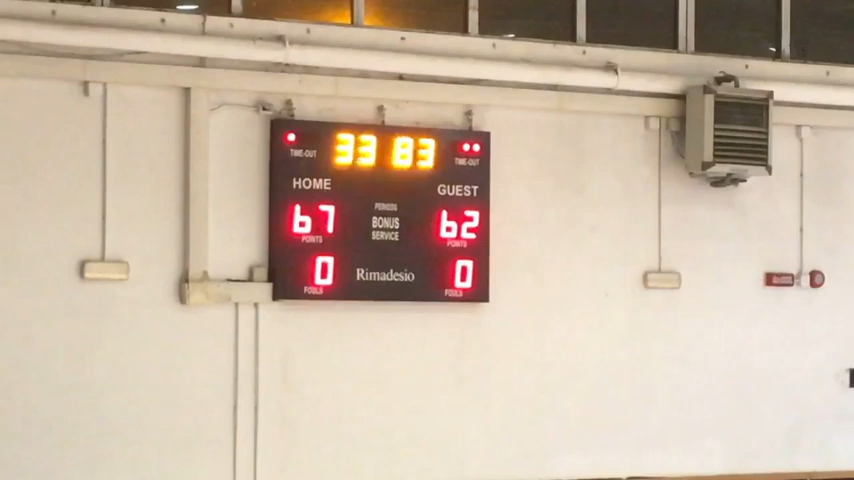 33 83
TIME-OUT TIME-OUT
HOME GUEST
67 PERIODS 62
POINTS BONUS POINTS
SERVICE
0 Rimadesio 0
FOULS FOULS